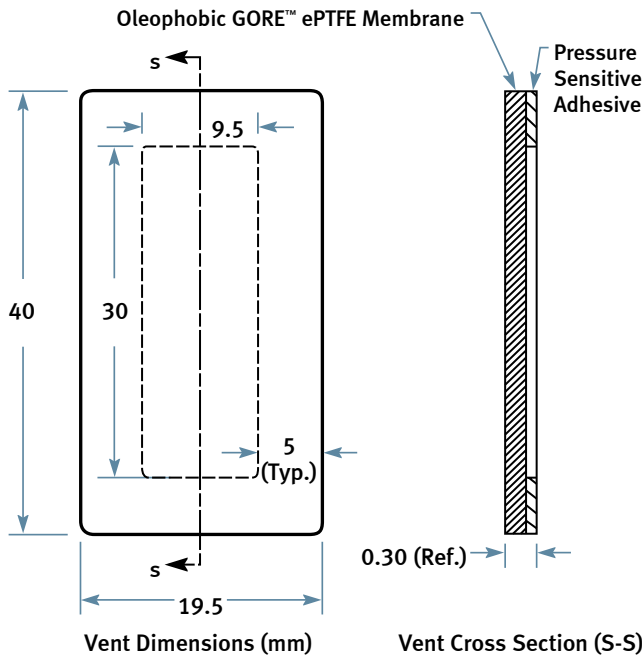 Oleophobic GORE™ ePTFE Membrane
Pressure
Sensitive
Adhesive
s
9.5
40
30
5
(Typ.)
s
0.30 (Ref.)
19.5
Vent Dimensions (mm)
Vent Cross Section (S-S)